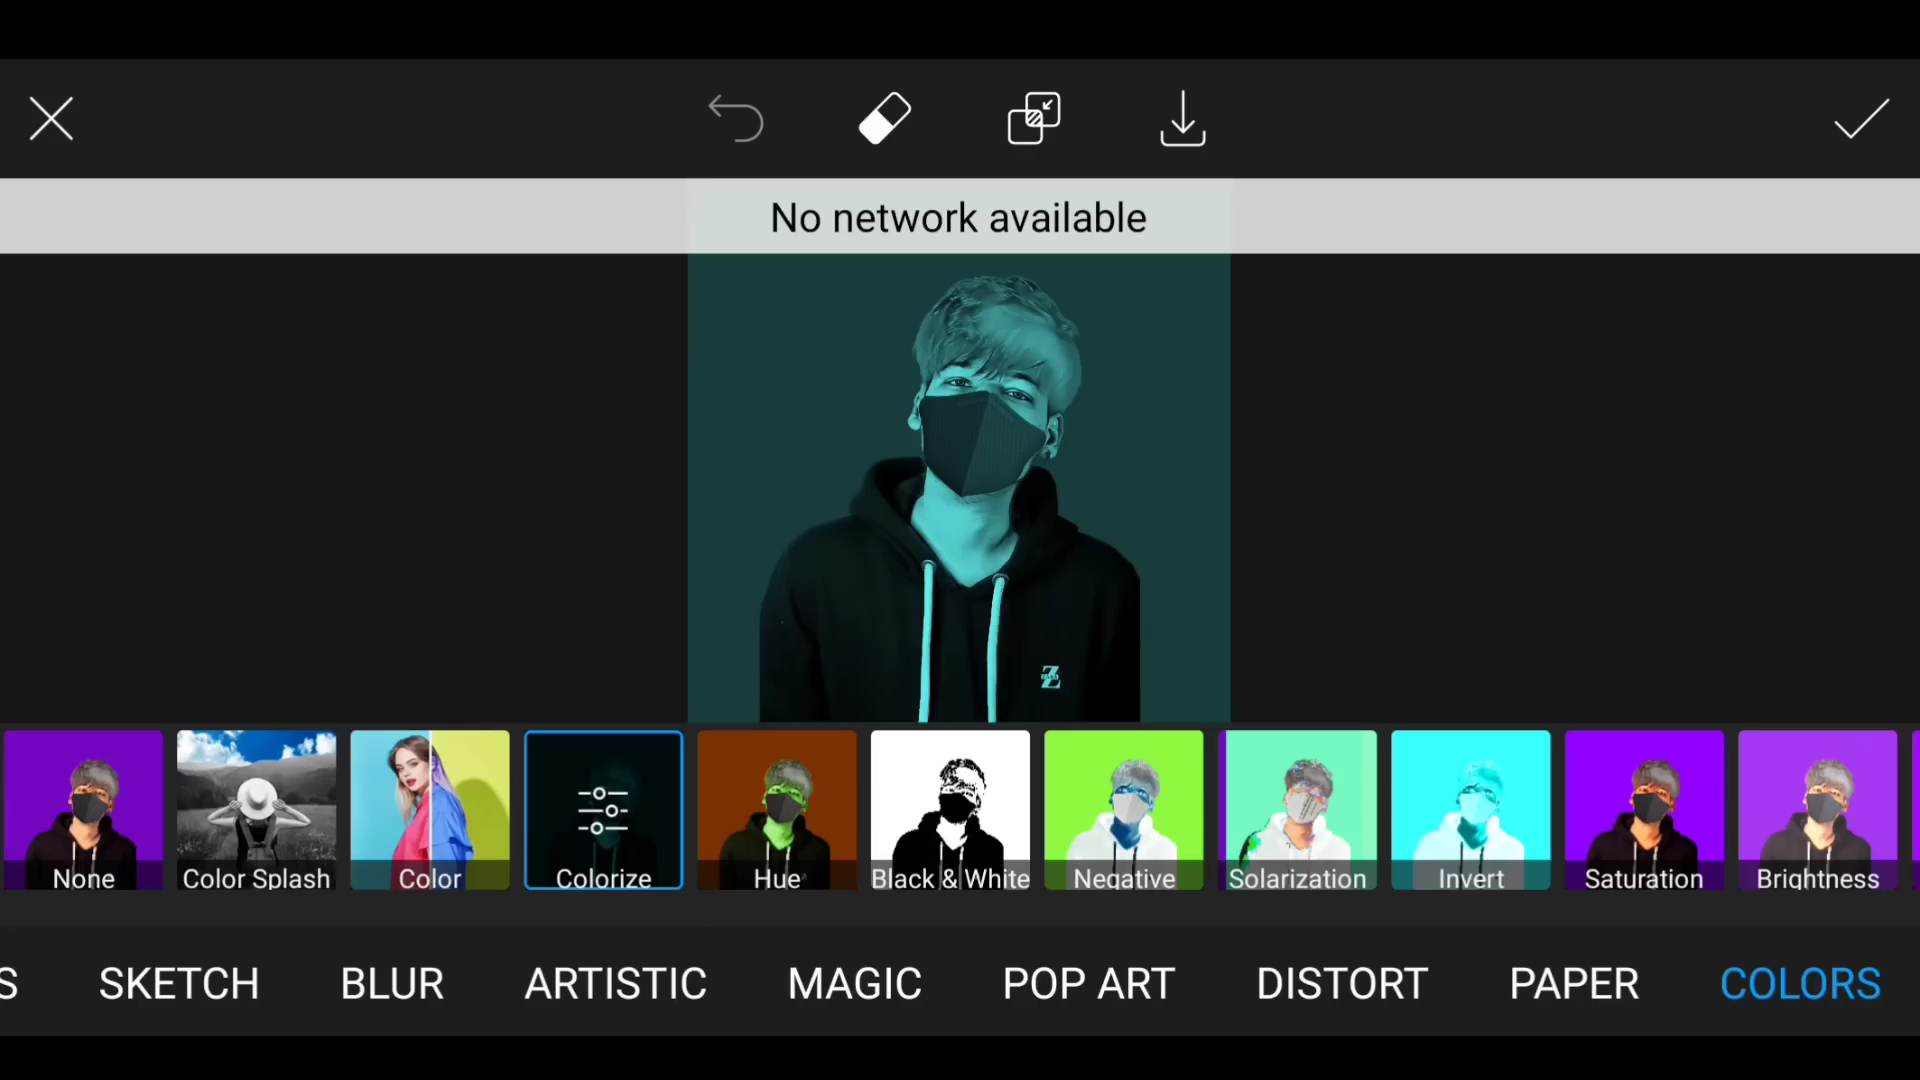 No network available
Z
None
Color Splash
Color
Colorize
Hue
Black & White
Negative
Solarization
Invert
Saturation
Brightness
S
SKETCH
BLUR
ARTISTIC
MAGIC
POP ART
DISTORT
PAPER
COLORS